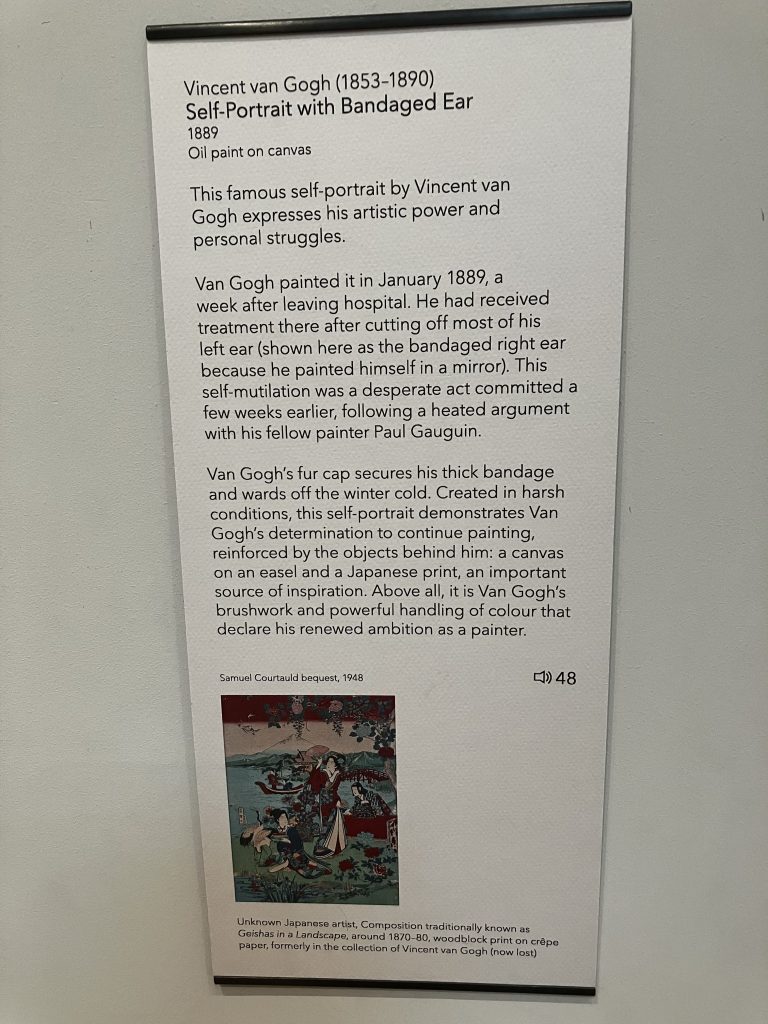 Vincent van Gogh (1853–1890)
Self-Portrait with Bandaged Ear
1889
Oil paint on canvas
This famous self-portrait by Vincent van
Gogh expresses his artistic power and
personal struggles.
Van Gogh painted it in January 1889, a
week after leaving hospital. He had received
treatment there after cutting off most of his
left ear (shown here as the bandaged right ear
because he painted himself in a mirror). This
self-mutilation was a desperate act committed a
few weeks earlier, following a heated argument
with his fellow painter Paul Gauguin.
Van Gogh’s fur cap secures his thick bandage
and wards off the winter cold. Created in harsh
conditions, this self-portrait demonstrates Van
Gogh’s determination to continue painting,
reinforced by the objects behind him: a canvas
on an easel and a Japanese print, an important
source of inspiration. Above all, it is Van Gogh’s
brushwork and powerful handling of colour that
declare his renewed ambition as a painter.
Samuel Courtauld bequest, 1948
48
Unknown Japanese artist, Composition traditionally known as
Geishas in a Landscape, around 1870–80, woodblock print on crêpe
paper, formerly in the collection of Vincent van Gogh (now lost)